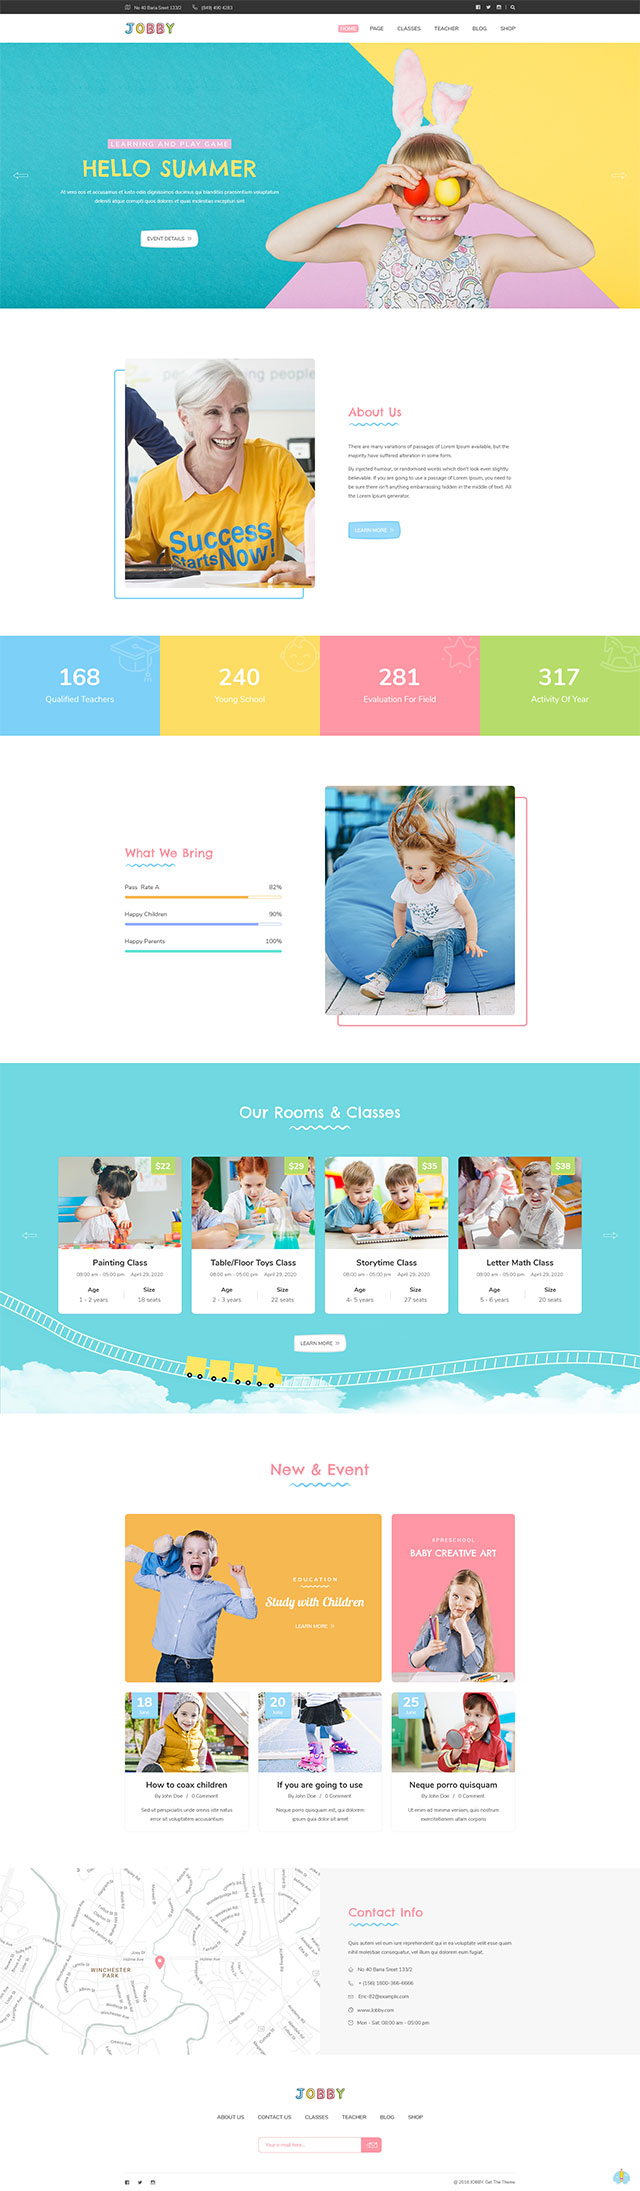 No 40 Baria Sreet 133/2
(849) 490 4283
JOBBY
HOME
PAGE
CLASSES
TEACHER
BLOG
SHOP
LEARNING AND PLAY GAME
HELLO SUMMER
At vero eos et accusamus et iusto odio dignissimos ducimus qui blanditiis praesentium voluptatum
deleniti atque corrupti quos dolores et quas molestias excepturi sint
EVENT DETAILS
Success
StartsNow!
About Us
There are many variations of passages of Lorem Ipsum available, but the
majority have suffered alteration in some form.
By injected humour, or randomised words which don't look even slightly
believable. If you are going to use a passage of Lorem Ipsum, you need to
be sure there isn't anything embarrassing hidden in the middle of text. All
the Lorem Ipsum generator.
LEARN MORE
168
Qualified Teachers
240
Young School
281
Evaluation For Field
317
Activity Of Year
What We Bring
Pass Rate A
82%
Happy Children
90%
Happy Parents
100%
Our Rooms & Classes
$22
Painting Class
08:00 am - 05:00 pm April 29, 2020
Age
Size
1 - 2 years
18 seats
$29
Table/Floor Toys Class
08:00 am - 05:00 pm April 29, 2020
Age
Size
2 - 3 years
22 seats
$35
Storytime Class
08:00 am - 05:00 pm April 29, 2020
Age
Size
4- 5 years
27 seats
$38
Letter Math Class
08:00 am - 05:00 pm April 29, 2020
Age
Size
5 - 6 years
20 seats
LEARN MORE
New & Event
EDUCATION
Study with Children
LEARN MORE
#PRESCHOOL
BABY CREATIVE ART
18
June
How to coax children
By John Doe / 0 Comment
Sed ut perspiciatis unde omnis iste natus
error sit voluptatem accusantium
20
June
If you are going to use
By John Doe / 0 Comment
Neque porro quisquam est, qui dolorem
ipsum quia dolor sit amet
25
June
Neque porro quisquam
By John Doe / 0 Comment
Ut enim ad minima veniam, quis nostrum
exercitationem ullam corporis
WINCHESTER
PARK
Contact Info
Quis autem vel eum iure reprehenderit qui in ea voluptate velit esse quam
nihil molestiae consequatur, vel illum qui dolorem eum fugiat.
No 40 Baria Sreet 133/2
+ (156) 1800-366-6666
Eric-82@example.com
www.Jobby.com
Mon - Sat: 08:00 am - 05:00 pm
JOBBY
ABOUT US
CONTACT US
CLASSES
TEACHER
BLOG
SHOP
Your e-mail here...